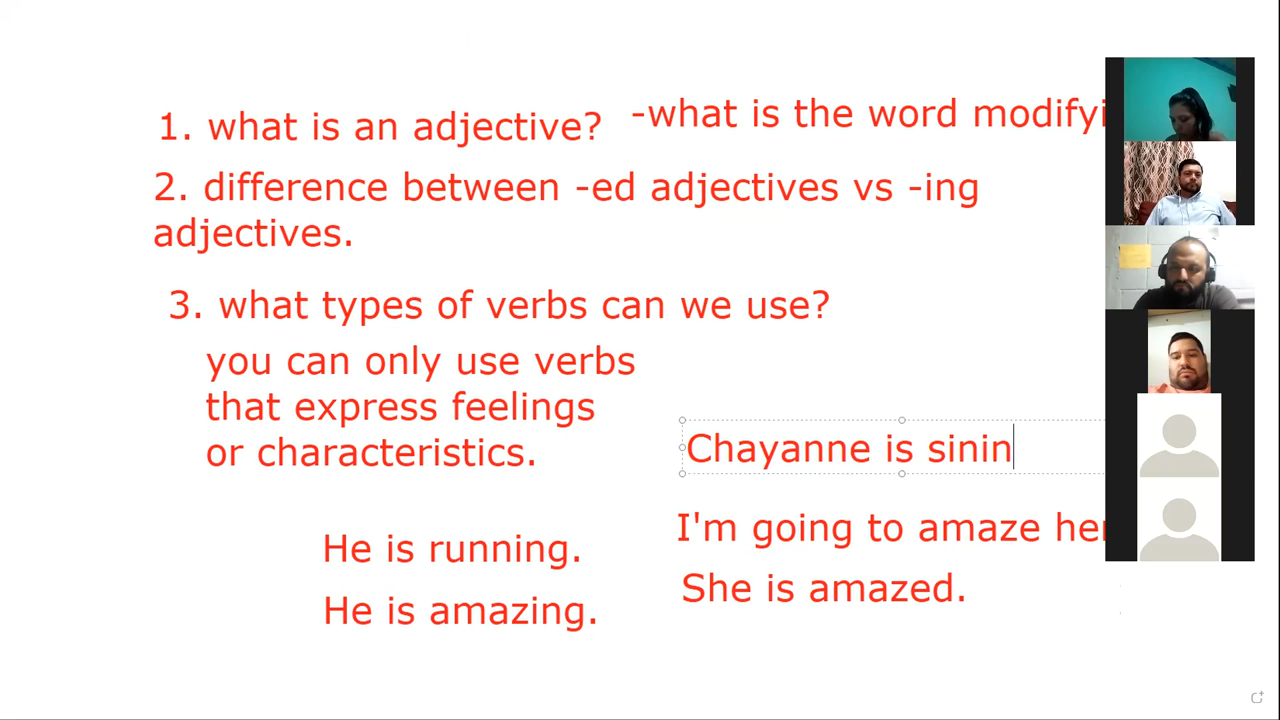 1. what is an adjective?
-what is the word modifyi
2. difference between -ed adjectives vs -ing
adjectives.
3. what types of verbs can we use?
you can only use verbs
that express feelings
or characteristics.
Chayanne is sinin
I'm going to amaze her
She is amazed.
He is running.
He is amazing.